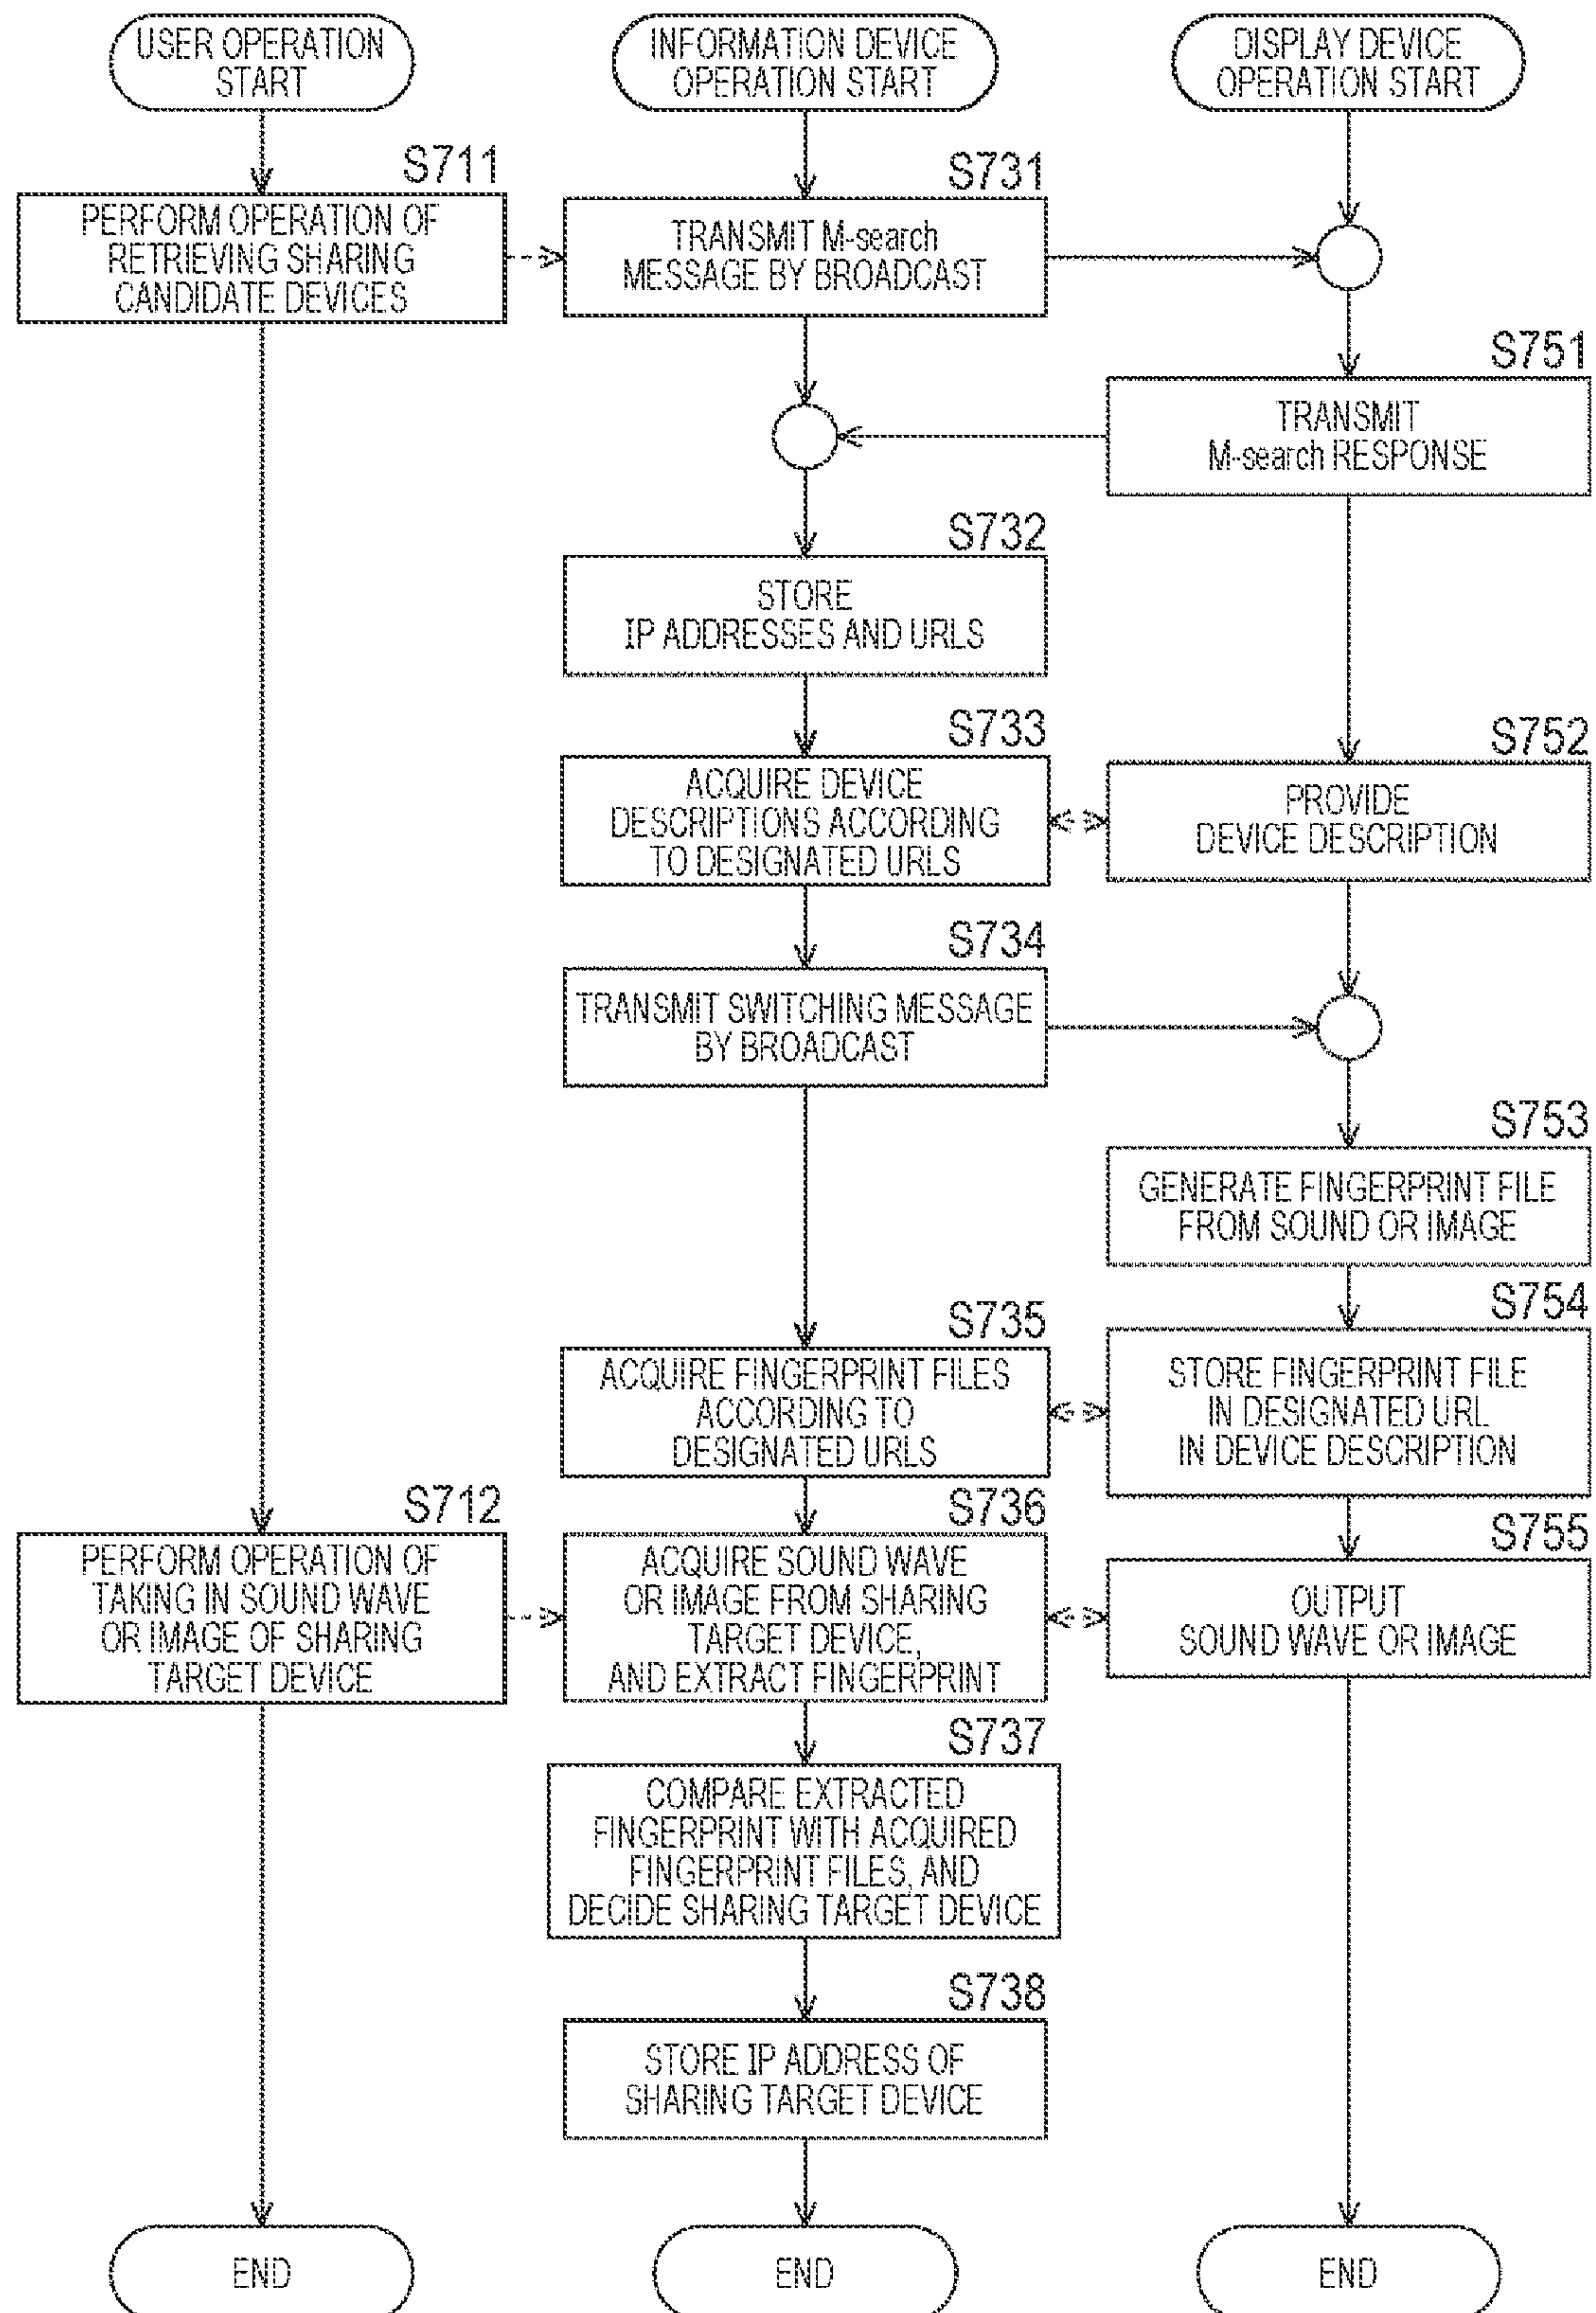 USER OPERATION
START
INFORMATION DEVICE
OPERATION START
DISPLAY DEVICE
OPERATION START
S711
PERFORM OPERATION OF
RETRIEVING SHARING
CANDIDATE DEVICES
S731
TRANSMIT M-search
MESSAGE BY BROADCAST
S751
TRANSMIT
M-search RESPONSE
S732
STORE
IP ADDRESSES AND URLS
S733
ACQUIRE DEVICE
DESCRIPTIONS ACCORDING
TO DESIGNATED URLS
S752
PROVIDE
DEVICE DESCRIPTION
S734
TRANSMIT SWITCHING MESSAGE
BY BROADCAST
S753
GENERATE FINGERPRINT FILE
FROM SOUND OR IMAGE
S735
ACQUIRE FINGERPRINT FILES
ACCORDING TO
DESIGNATED URLS
S754
STORE FINGERPRINT FILE
IN DESIGNATED URL
IN DEVICE DESCRIPTION
S712
PERFORM OPERATION OF
TAKING IN SOUND WAVE
OR IMAGE OF SHARING
TARGET DEVICE
S736
ACQUIRE SOUND WAVE
OR IMAGE FROM SHARING
TARGET DEVICE,
AND EXTRACT FINGERPRINT
S755
OUTPUT
SOUND WAVE OR IMAGE
S737
COMPARE EXTRACTED
FINGERPRINT WITH ACQUIRED
FINGERPRINT FILES, AND
DECIDE SHARING TARGET DEVICE
S738
STORE IP ADDRESS OF
SHARING TARGET DEVICE
END
END
END